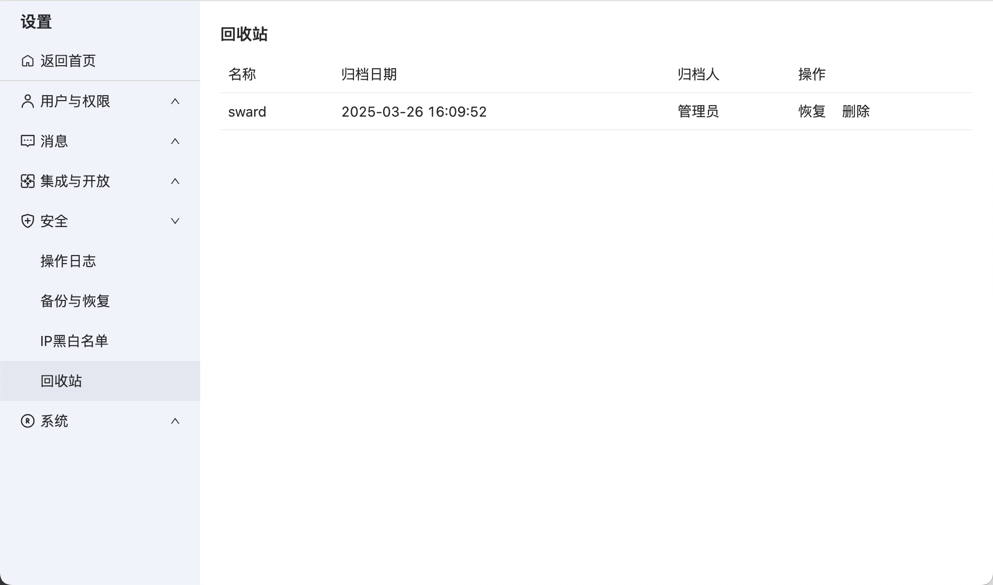 设置
返回首页
用户与权限
消息
集成与开放
安全
操作日志
备份与恢复
IP黑白名单
回收站
系统
回收站
名称 归档日期 归档人 操作
sward 2025-03-26 16:09:52 管理员 恢复 删除